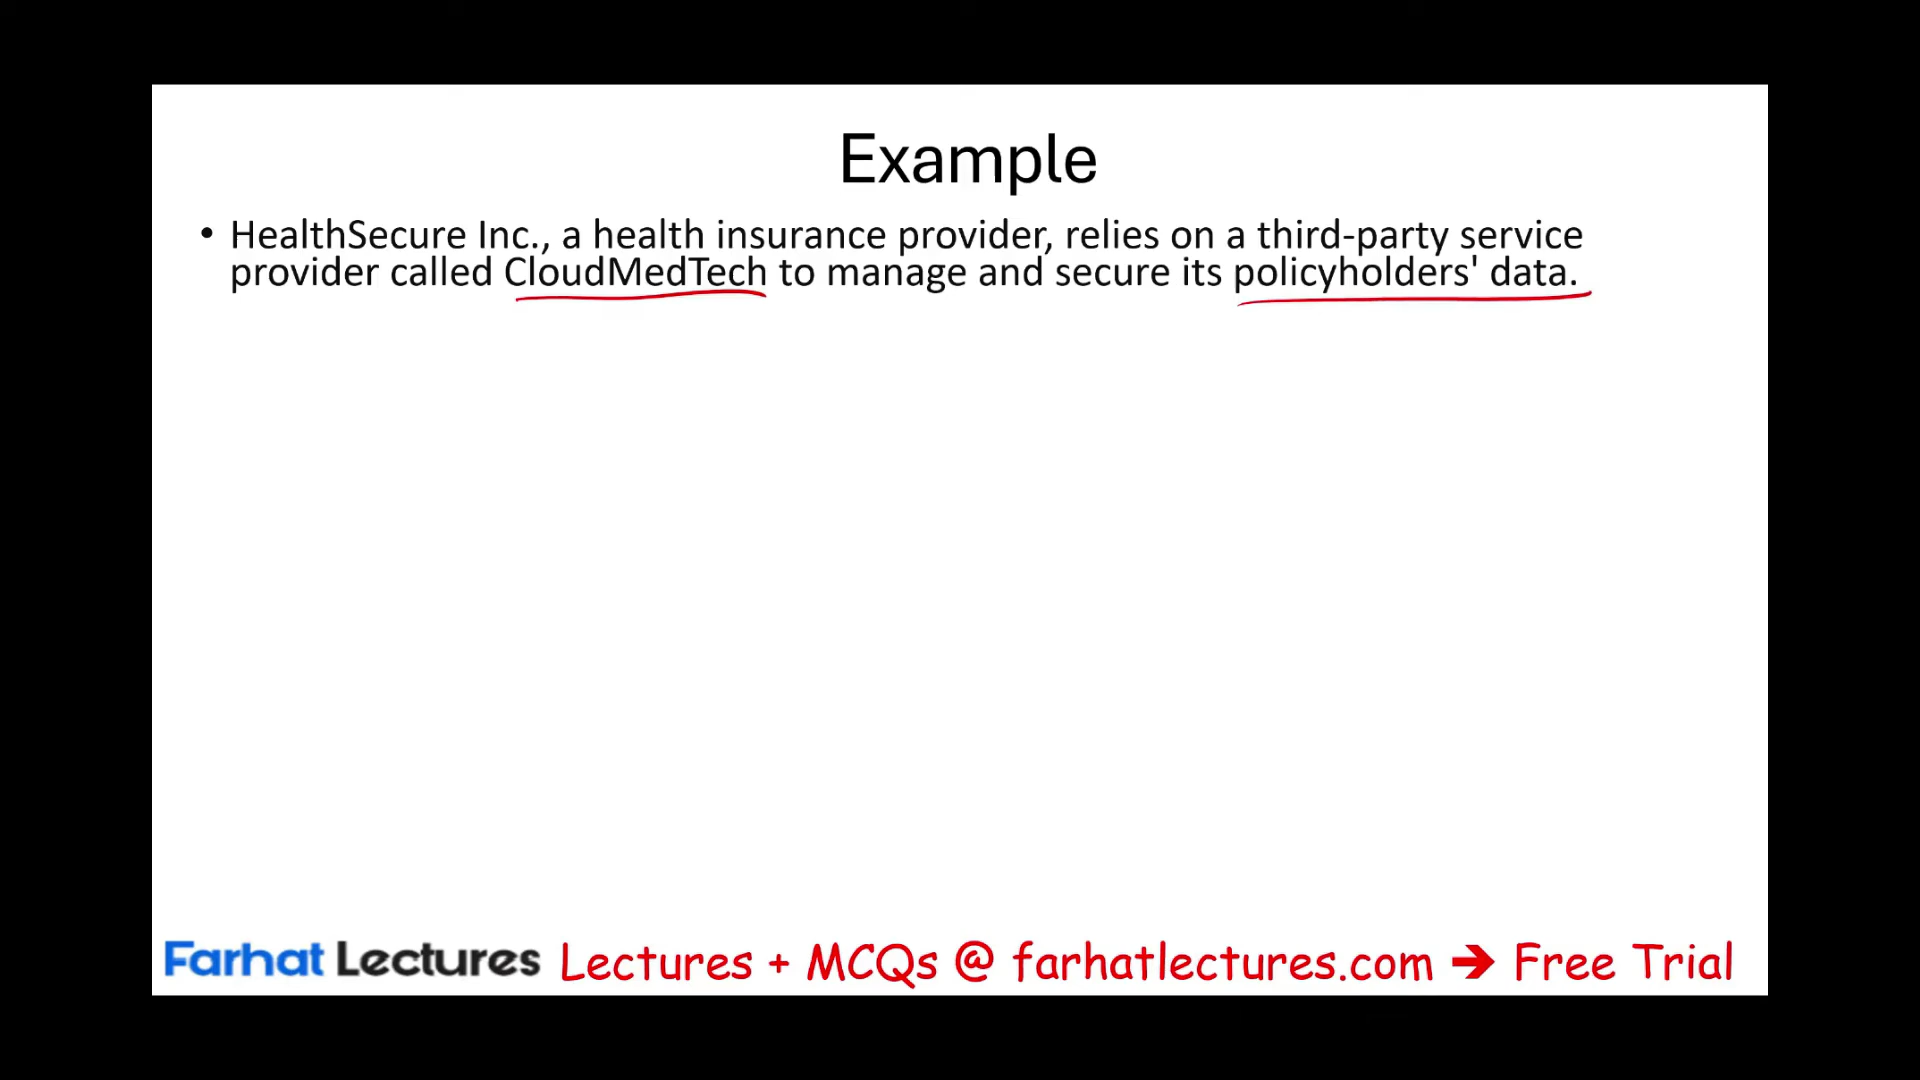 Example
• HealthSecure Inc., a health insurance provider, relies on a third-party service
provider called CloudMedTech to manage and secure its policyholders' data.
Farhat Lectures Lectures + MCQs @ farhatlectures.com ➔ Free Trial